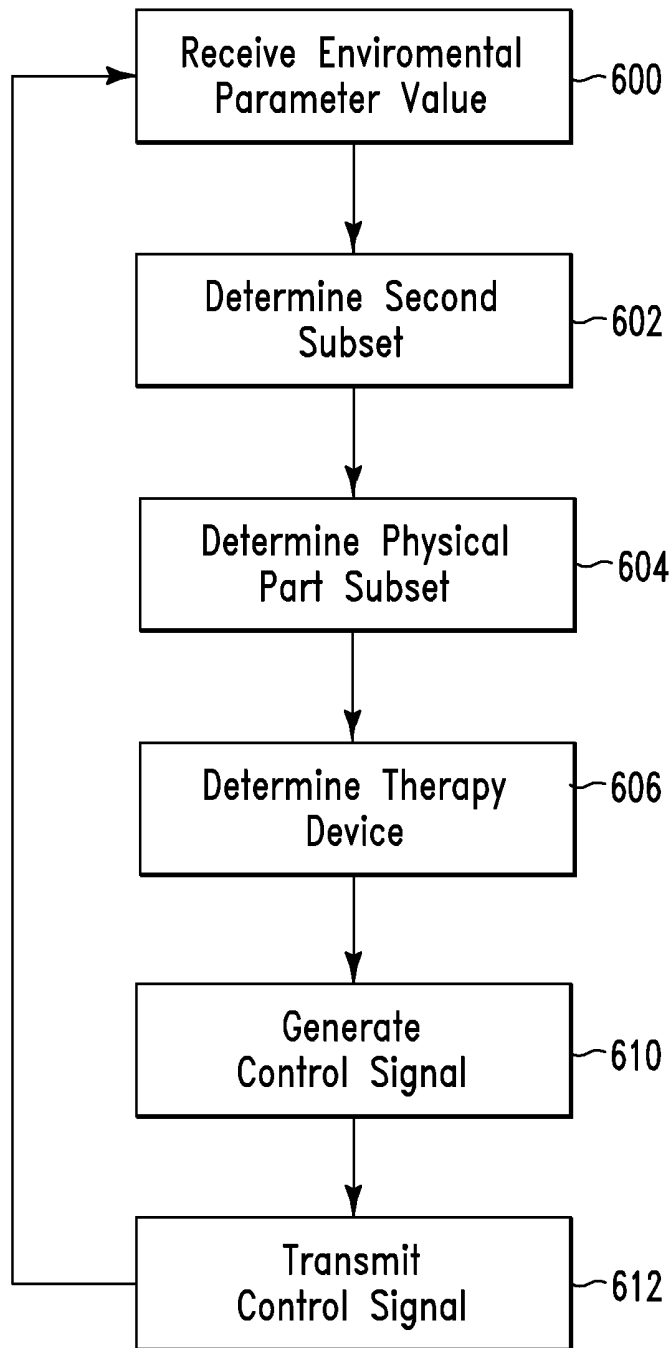 Receive Enviromental
Parameter Value
600
Determine Second
Subset
602
Determine Physical
Part Subset
604
Determine Therapy
Device
606
Generate
Control Signal
610
Transmit
Control Signal
612